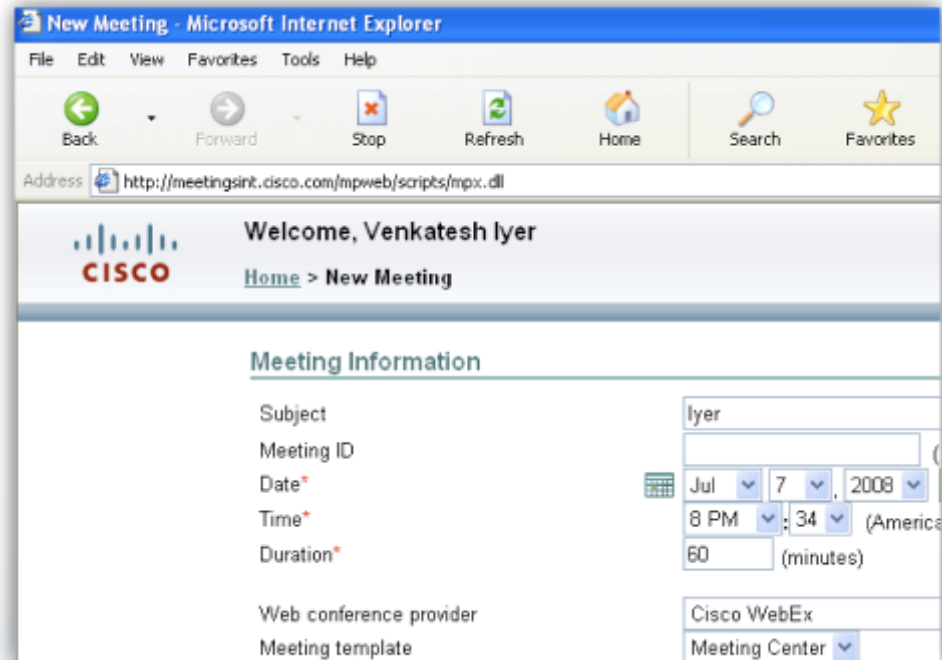 New Meeting - Microsoft Internet Explorer
File Edit View Favorites Tools Help
Back Forward Stop Refresh Home Search Favorites
Address http://meetingsint.cisco.com/mpweb/scripts/mpx.dll
CISCO
Welcome, Venkatesh Iyer
Home > New Meeting
Meeting Information
Subject Iyer
Meeting ID (
Date* Jul 7 , 2008
Time* 8 PM : 34 (America
Duration* 60 (minutes)
Web conference provider Cisco WebEx
Meeting template Meeting Center